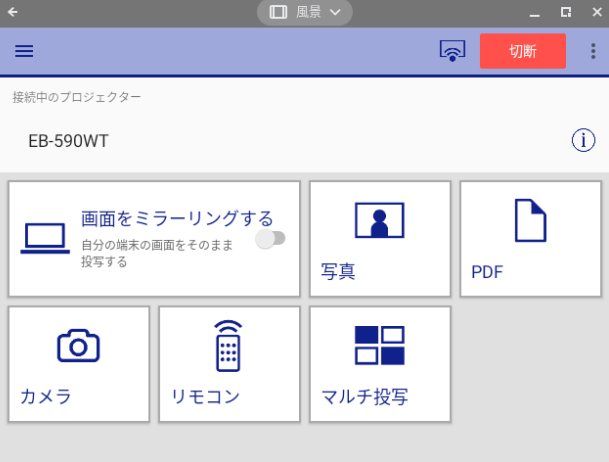 風景
切断
接続中のプロジェクター
EB-590WT
画面をミラーリングする
自分の端末の画面をそのまま
投写する
写真
PDF
カメラ
リモコン
マルチ投写